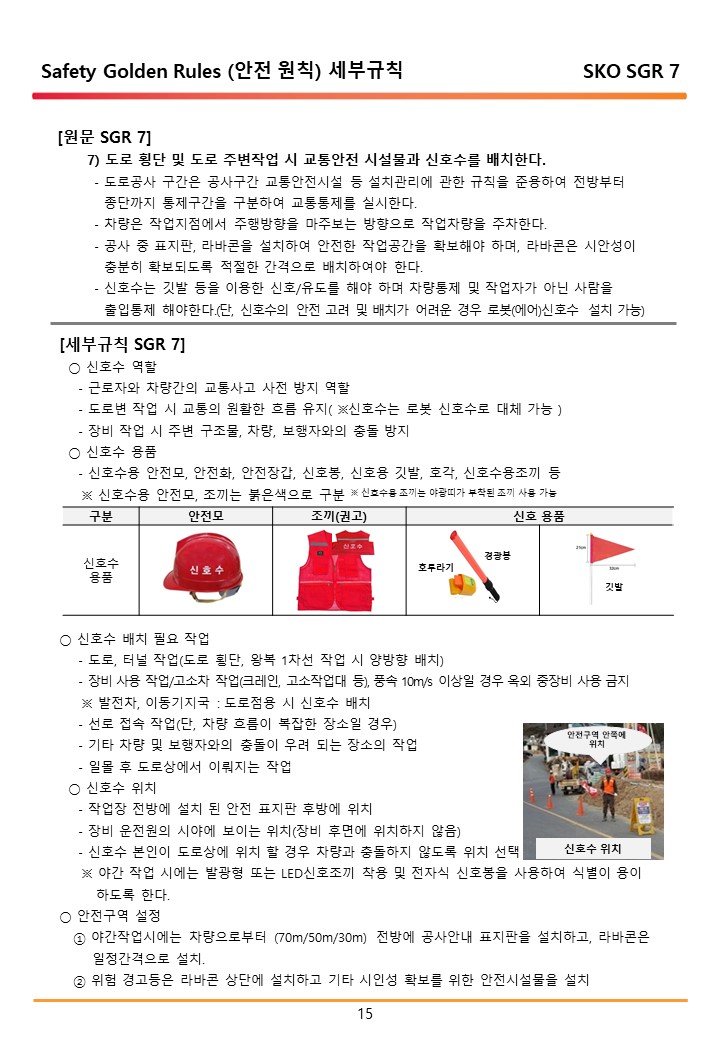 Safety Golden Rules (안전 원칙) 세부규칙 SKO SGR 7
[원문 SGR 7]
7) 도로 횡단 및 도로 주변작업 시 교통안전 시설물과 신호수를 배치한다.
- 도로공사 구간은 공사구간 교통안전시설 등 설치관리에 관한 규칙을 준용하여 전방부터
종단까지 통제구간을 구분하여 교통통제를 실시한다.
- 차량은 작업지점에서 주행방향을 마주보는 방향으로 작업차량을 주차한다.
- 공사 중 표지판, 라바콘을 설치하여 안전한 작업공간을 확보해야 하며, 라바콘은 시안성이
충분히 확보되도록 적절한 간격으로 배치하여야 한다.
- 신호수는 깃발 등을 이용한 신호/유도를 해야 하며 차량통제 및 작업자가 아닌 사람을
출입통제 해야한다.(단, 신호수의 안전 고려 및 배치가 어려운 경우 로봇(에어)신호수 설치 가능)
[세부규칙 SGR 7]
○ 신호수 역할
- 근로자와 차량간의 교통사고 사전 방지 역할
- 도로변 작업 시 교통의 원활한 흐름 유지( ※신호수는 로봇 신호수로 대체 가능 )
- 장비 작업 시 주변 구조물, 차량, 보행자와의 충돌 방지
○ 신호수 용품
- 신호수용 안전모, 안전화, 안전장갑, 신호봉, 신호용 깃발, 호각, 신호수용조끼 등
※ 신호수용 안전모, 조끼는 붉은색으로 구분 ※ 신호수용 조끼는 야광띠가 부착된 조끼 사용 가능
구분 안전모 조끼(권고) 신호 용품
신호수
용품
신호수
신호수
호루라기
경광봉
21cm
32cm
깃발
○ 신호수 배치 필요 작업
- 도로, 터널 작업(도로 횡단, 왕복 1차선 작업 시 양방향 배치)
- 장비 사용 작업/고소차 작업(크레인, 고소작업대 등), 풍속 10m/s 이상일 경우 옥외 중장비 사용 금지
※ 발전차, 이동기지국 : 도로점용 시 신호수 배치
- 선로 접속 작업(단, 차량 흐름이 복잡한 장소일 경우)
- 기타 차량 및 보행자와의 충돌이 우려 되는 장소의 작업
- 일몰 후 도로상에서 이뤄지는 작업
○ 신호수 위치
- 작업장 전방에 설치 된 안전 표지판 후방에 위치
- 장비 운전원의 시야에 보이는 위치(장비 후면에 위치하지 않음)
- 신호수 본인이 도로상에 위치 할 경우 차량과 충돌하지 않도록 위치 선택
※ 야간 작업 시에는 발광형 또는 LED신호조끼 착용 및 전자식 신호봉을 사용하여 식별이 용이
하도록 한다.
안전구역 안쪽에
위치
신호수 위치
○ 안전구역 설정
① 야간작업시에는 차량으로부터 (70m/50m/30m) 전방에 공사안내 표지판을 설치하고, 라바콘은
일정간격으로 설치.
② 위험 경고등은 라바콘 상단에 설치하고 기타 시인성 확보를 위한 안전시설물을 설치
15